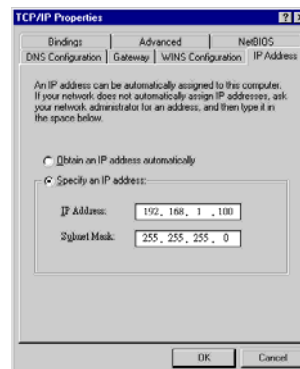 TCP/IP Properties
Bindings Advanced NetBIOS
DNS Configuration Gateway WINS Configuration IP Address
An IP address can be automatically assigned to this computer.
If your network does not automatically assign IP addresses, ask
your network administrator for an address, and then type it in
the space below.
Obtain an IP address automatically
Specify an IP address:
IP Address: 192. 168. 1 .100
Subnet Mask: 255. 255. 255. 0
OK Cancel